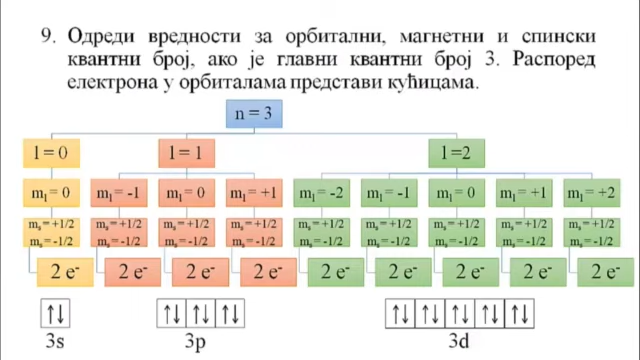 9. Одреди вредности за орбитални, магнетни и спински
квантни број, ако је главни квантни број 3. Распоред
електрона у орбиталама представи кућицама.
n = 3
l = 0 l = 1 l=2
mₗ = 0 mₗ = -1 mₗ = 0 mₗ = +1 mₗ = -2 mₗ = -1 mₗ = 0 mₗ = +1 mₗ = +2
mₛ = +1/2 mₛ = +1/2 mₛ = +1/2 mₛ = +1/2 mₛ = +1/2 mₛ = +1/2 mₛ = +1/2 mₛ = +1/2 mₛ = +1/2
mₛ = -1/2 mₛ = -1/2 mₛ = -1/2 mₛ = -1/2 mₛ = -1/2 mₛ = -1/2 mₛ = -1/2 mₛ = -1/2 mₛ = -1/2
2 e⁻ 2 e⁻ 2 e⁻ 2 e⁻ 2 e⁻ 2 e⁻ 2 e⁻ 2 e⁻ 2 e⁻
↑↓ ↑↓ ↑↓ ↑↓ ↑↓ ↑↓ ↑↓ ↑↓ ↑↓
3s 3p 3d